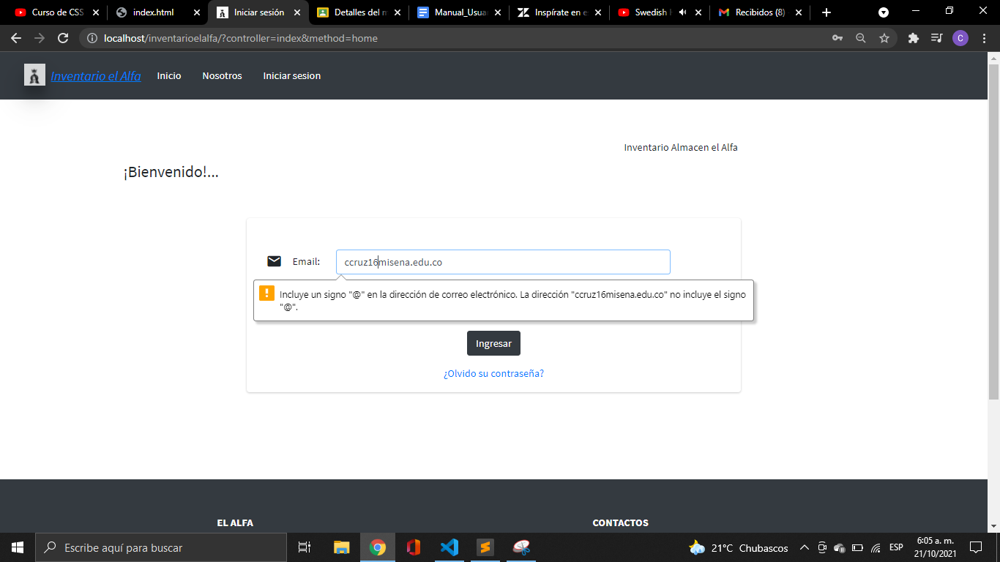 Curso de CSS
index.html
Iniciar sesión
Detalles del m
Manual_Usua
Inspírate en e
Swedish
Recibidos (8)
localhost/inventarioelalfa/?controller=index&method=home
C
Inventario el Alfa
Inicio
Nosotros
Iniciar sesion
Inventario Almacen el Alfa
¡Bienvenido!...
Email:
ccruz16misena.edu.co
Incluye un signo "@" en la dirección de correo electrónico. La dirección "ccruz16misena.edu.co" no incluye el signo
"@".
Ingresar
¿Olvido su contraseña?
EL ALFA
CONTACTOS
Escribe aquí para buscar
21°C Chubascos
ESP
6:05 a. m.
21/10/2021